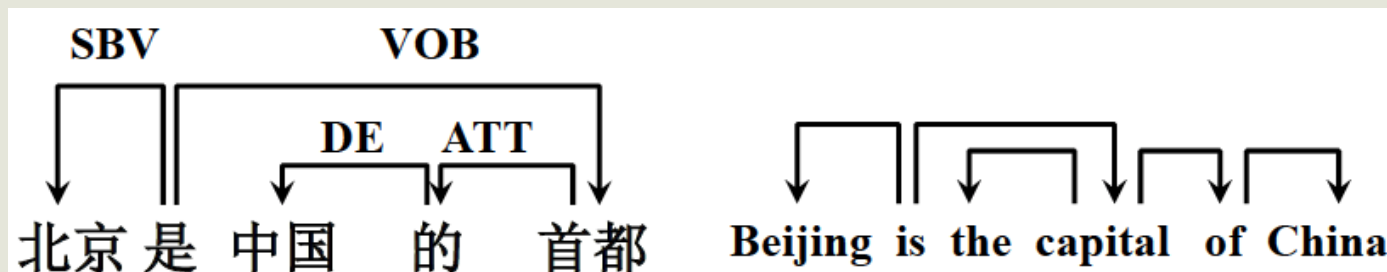 SBV VOB
DE ATT
北京 是 中国 的 首都 Beijing is the capital of China